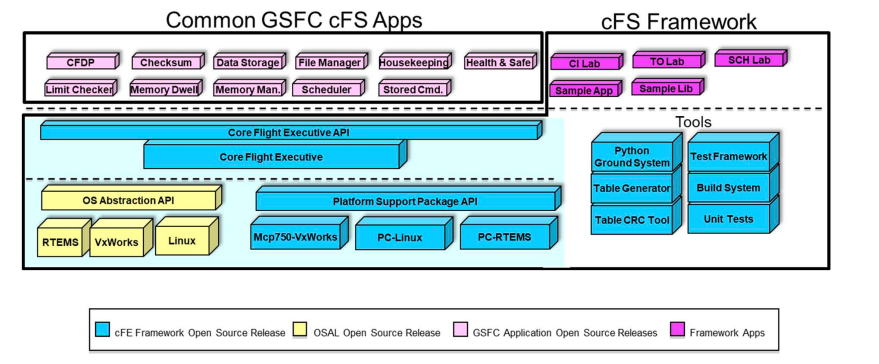 Common GSFC cFS Apps
cFS Framework
CFDP
Checksum
Data Storage
File Manager
Housekeeping
Health & Safe
CI Lab
TO Lab
SCH Lab
Limit Checker
Memory Dwell
Memory Man.
Scheduler
Stored Cmd.
Sample App
Sample Lib
Tools
Core Flight Executive API
Core Flight Executive
Python
Ground System
Test Framework
Table Generator
Build System
Table CRC Tool
Unit Tests
OS Abstraction API
Platform Support Package API
RTEMS
VxWorks
Linux
Mcp750-VxWorks
PC-Linux
PC-RTEMS
cFE Framework Open Source Release
OSAL Open Source Release
GSFC Application Open Source Releases
Framework Apps